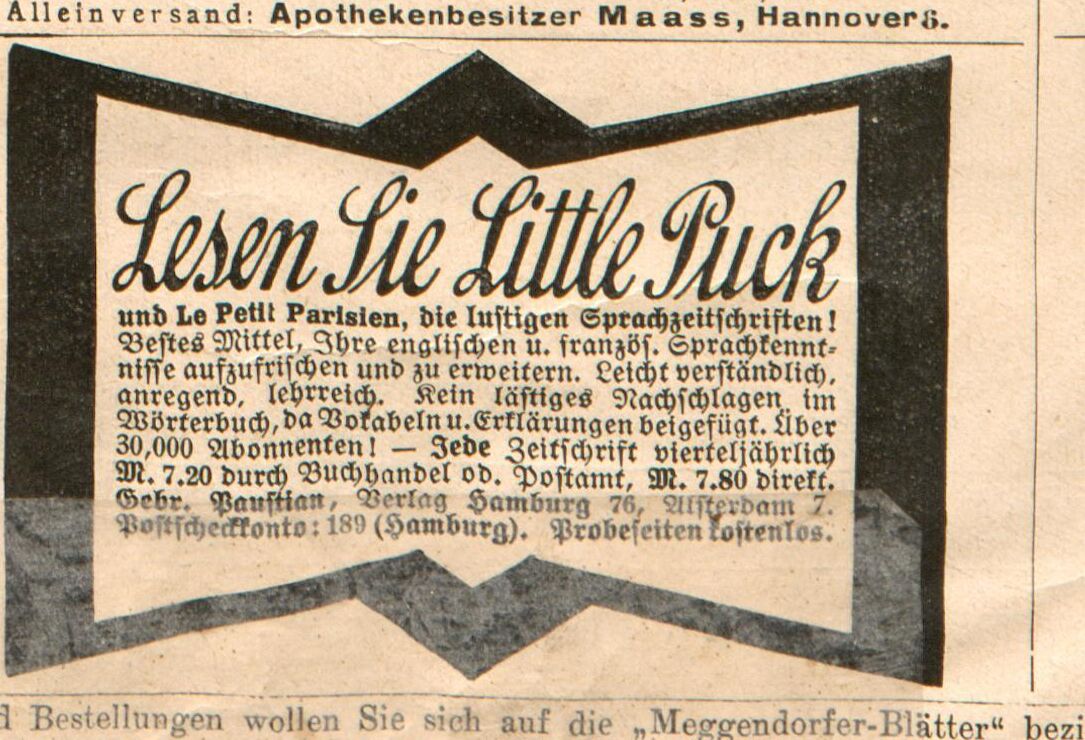 Alleinversand: Apothekenbesitzer Maass, Hannover 8.
Lesen Sie Little Puck
und Le Petit Parisien, die lustigen Sprachzeitschriften!
Bestes Mittel, Ihre englischen u. französ. Sprachkennt-
nisse aufzufrischen und zu erweitern. Leicht verständlich,
anregend, lehrreich. Kein lästiges Nachschlagen im
Wörterbuch, da Vokabeln u. Erklärungen beigefügt. Über
30,000 Abonnenten! — Jede Zeitschrift vierteljährlich
M. 7.20 durch Buchhandel od. Postamt, M. 7.80 direkt.
Gebr. Paustian, Verlag Hamburg 76, Alsterdam 7.
Postscheckkonto: 189 (Hamburg). Probeseiten kostenlos.
d Bestellungen wollen Sie sich auf die „Meggendorfer-Blätter“ bezi